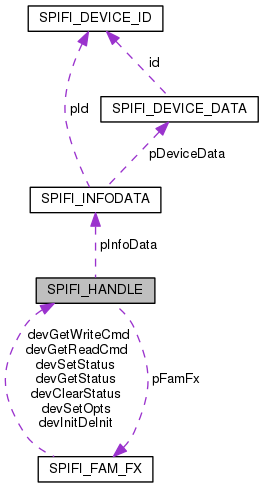 SPIFI_DEVICE_ID
id
pId
SPIFI_DEVICE_DATA
pDeviceData
SPIFI_INFODATA
pInfoData
SPIFI_HANDLE
devGetWriteCmd
devGetReadCmd
devSetStatus
devGetStatus
devClearStatus
devSetOpts
devInitDeInit
pFamFx
SPIFI_FAM_FX